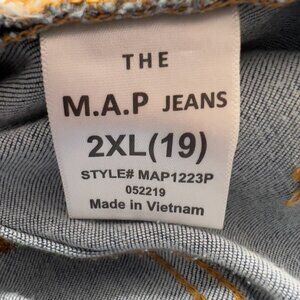 THE
M.A.P JEANS
2XL(19)
STYLE# MAP1223P
052219
Made in Vietnam